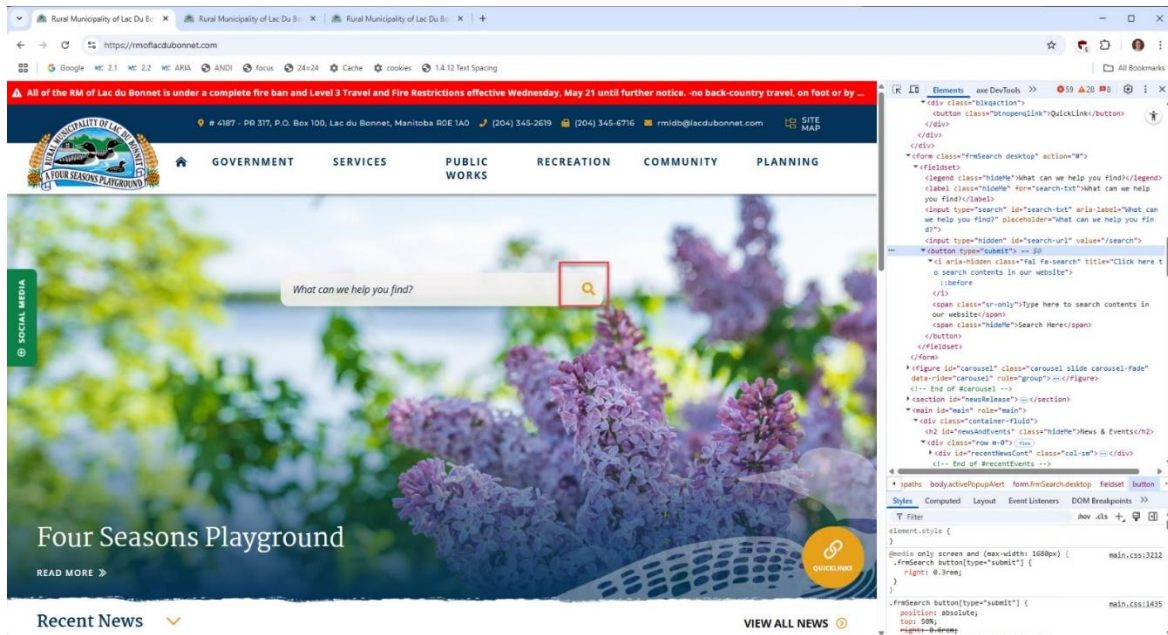 Rural Municipality of Lac Du Bo
Rural Municipality of Lac Du Bo
Rural Municipality of Lac Du Bo
https://rmoflacdubonnet.com
Google
WC 2.1
WC 2.2
WC ARIA
ANDI
focus
24×24
Cache
cookies
1.4.12 Text Spacing
All Bookmarks
All of the RM of Lac du Bonnet is under a complete fire ban and Level 3 Travel and Fire Restrictions effective Wednesday, May 21 until further notice. -no back-country travel, on foot or by ...
RURAL MUNICIPALITY OF LAC DU BONNET
A FOUR SEASONS PLAYGROUND
# 4187 - PR 317, P.O. Box 100, Lac du Bonnet, Manitoba R0E 1A0
(204) 345-2619
(204) 345-6716
rmldb@lacdubonnet.com
SITE MAP
GOVERNMENT
SERVICES
PUBLIC WORKS
RECREATION
COMMUNITY
PLANNING
SOCIAL MEDIA
What can we help you find?
Four Seasons Playground
READ MORE
QUICKLINKS
Recent News
VIEW ALL NEWS
Elements
axe DevTools
59
28
8
<div class="blkqaction">
<button class="btnopenqlink">QuickLink</button>
</div>
</div>
</div>
<form class="frmSearch desktop" action="#">
<fieldset>
<legend class="hideMe">What can we help you find?</legend>
<label class="hideMe" for="search-txt">What can we help
you find?</label>
<input type="search" id="search-txt" aria-label="What can
we help you find?" placeholder="What can we help you fin
d?">
<input type="hidden" id="search-url" value="/search">
<button type="submit"> == $0
<i aria-hidden class="fal fa-search" title="Click here t
o search contents in our website">
::before
</i>
<span class="sr-only">Type here to search contents in
our website</span>
<span class="hideMe">Search Here</span>
</button>
</fieldset>
</form>
<figure id="carousel" class="carousel slide carousel-fade"
data-ride="carousel" role="group"></figure>
<!-- End of #carousel -->
<section id="newsRelease"></section>
<main id="main" role="main">
<div class="container-fluid">
<h2 id="newsAndEvents" class="hideMe">News & Events</h2>
<div class="row m-0"> flex
<div id="recentNewsCont" class="col-sm"></div>
<!-- End of #recentEvents -->
body.activePopupAlert form.frmSearch.desktop fieldset button
Styles
Computed
Layout
Event Listeners
DOM Breakpoints
Filter
:hov .cls
element.style {
}
@media only screen and (max-width: 1680px) {
main.css:3212
.frmSearch button[type="submit"] {
right: 0.3rem;
}
}
.frmSearch button[type="submit"] {
main.css:1435
position: absolute;
top: 50%;
right: 0.6rem;